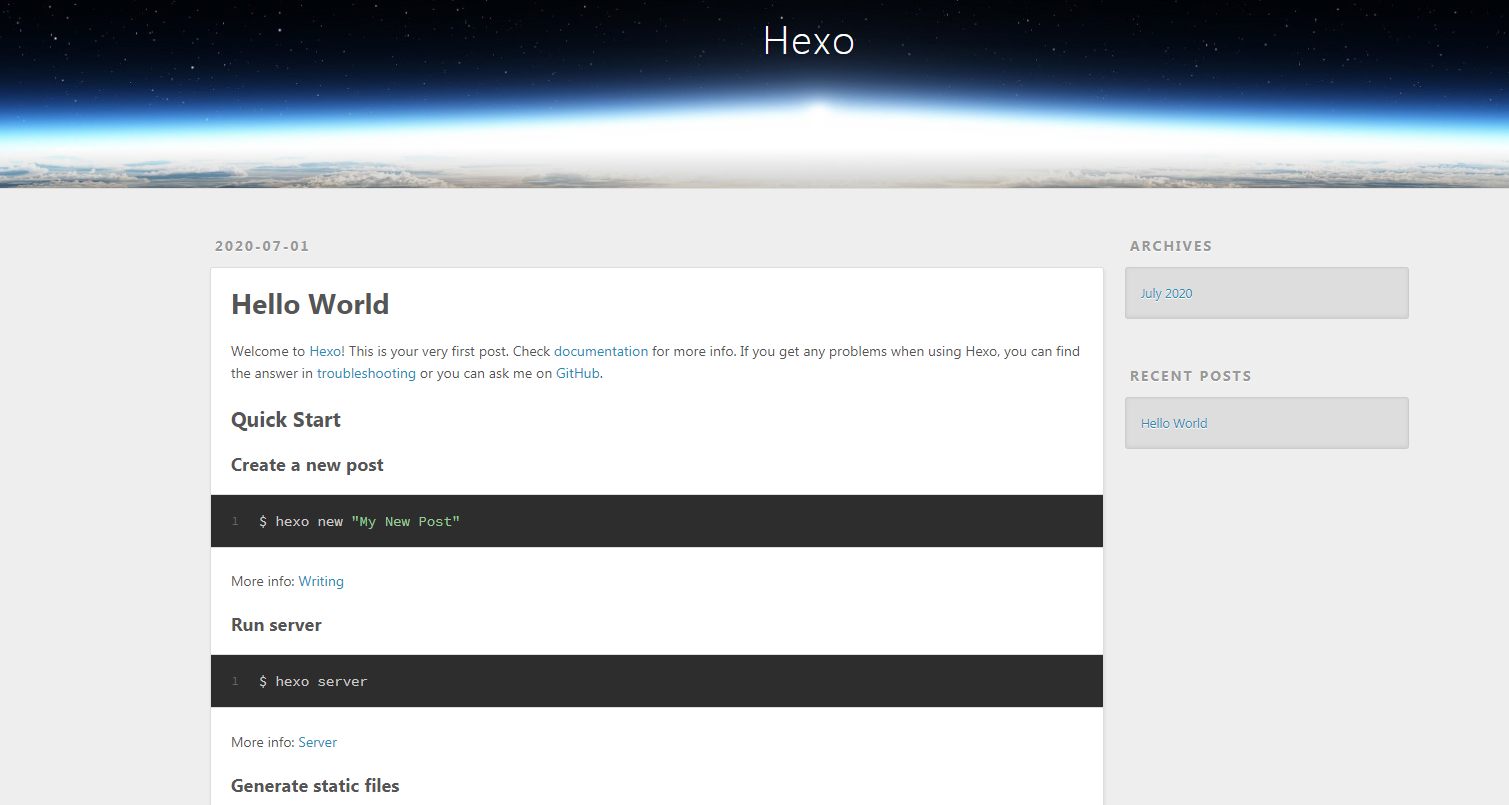 Hexo
2020-07-01
Hello World
Welcome to Hexo! This is your very first post. Check documentation for more info. If you get any problems when using Hexo, you can find
the answer in troubleshooting or you can ask me on GitHub.
Quick Start
Create a new post
1 $ hexo new "My New Post"
More info: Writing
Run server
1 $ hexo server
More info: Server
Generate static files
ARCHIVES
July 2020
RECENT POSTS
Hello World